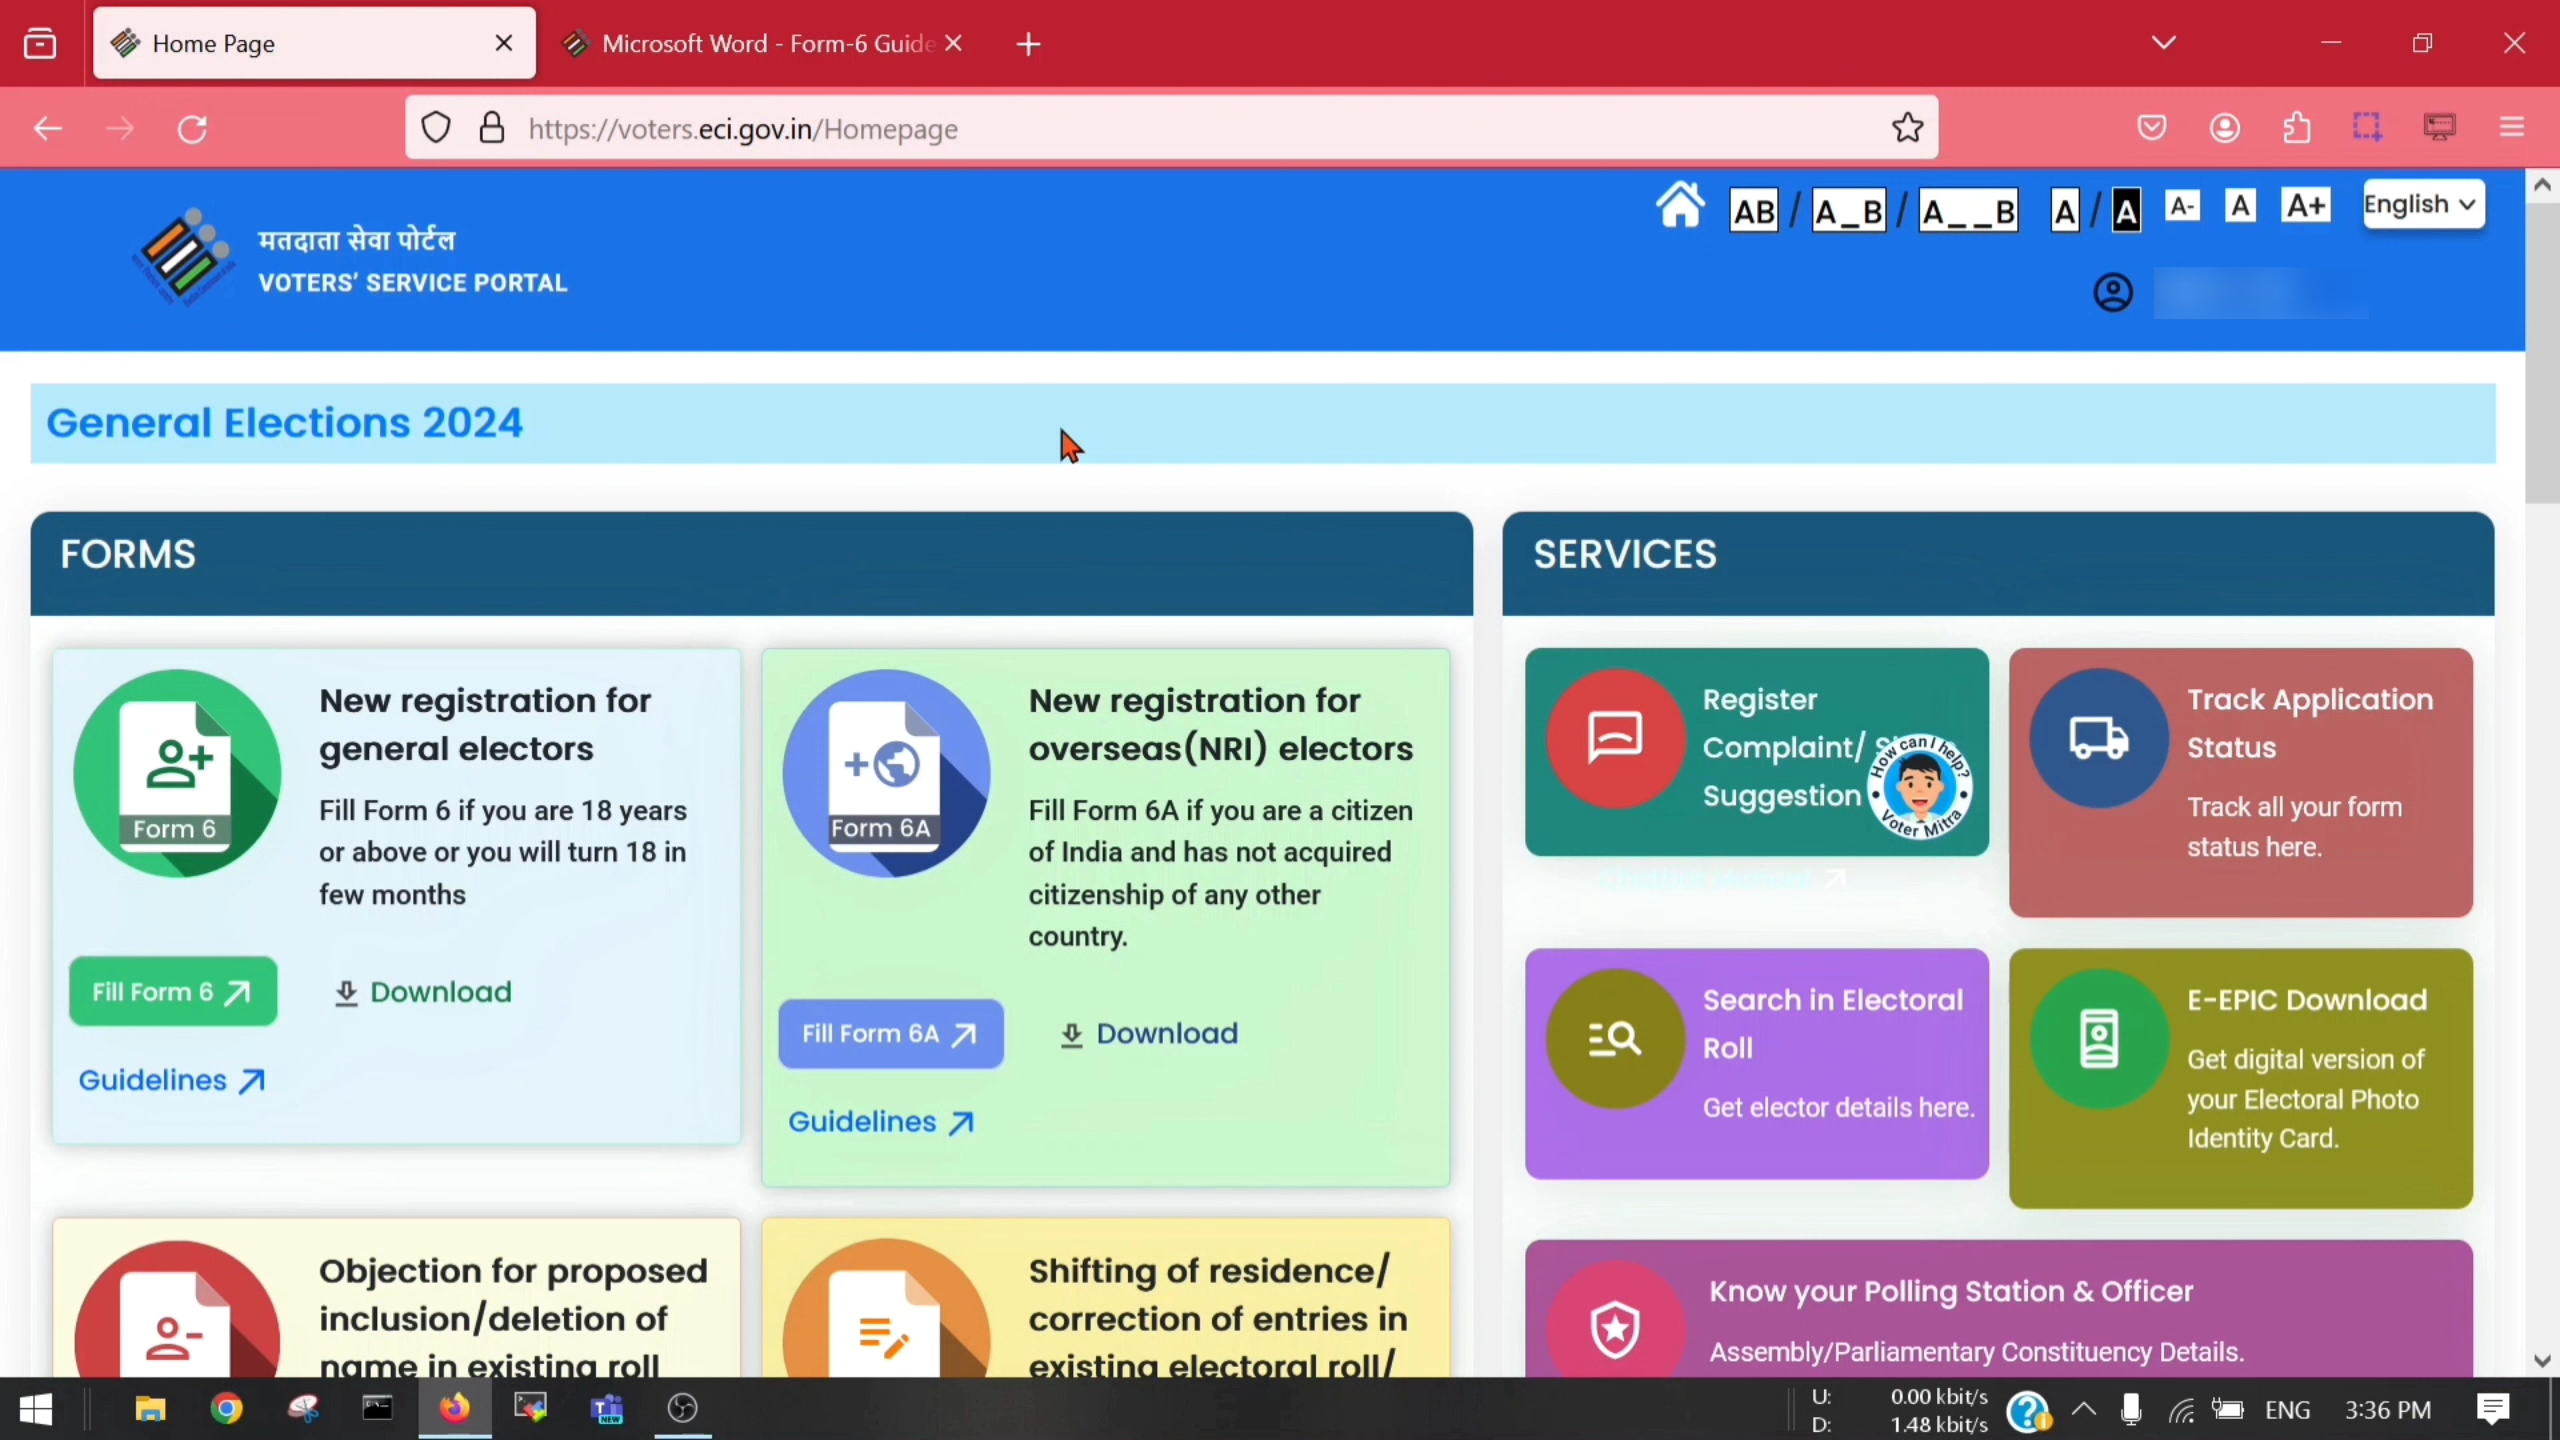 Home Page
Microsoft Word - Form-6 Guide
https://voters.eci.gov.in/Homepage
AB / A_B / A__B A / A A- A A+ English
मतदाता सेवा पोर्टल
VOTERS' SERVICE PORTAL
General Elections 2024
FORMS
New registration for
general electors
Fill Form 6 if you are 18 years
or above or you will turn 18 in
few months
Form 6
Fill Form 6
Download
Guidelines
New registration for
overseas(NRI) electors
Fill Form 6A if you are a citizen
of India and has not acquired
citizenship of any other
country.
Form 6A
Fill Form 6A
Download
Guidelines
Objection for proposed
inclusion/deletion of
name in existing roll
Shifting of residence/
correction of entries in
existing electoral roll/
SERVICES
Register
Complaint/
Suggestion
How can I help?
Voter Mitra
Track Application
Status
Track all your form
status here.
Search in Electoral
Roll
Get elector details here.
E-EPIC Download
Get digital version of
your Electoral Photo
Identity Card.
Know your Polling Station & Officer
Assembly/Parliamentary Constituency Details.
NEW
U: 0.00 kbit/s
D: 1.48 kbit/s
ENG
3:36 PM